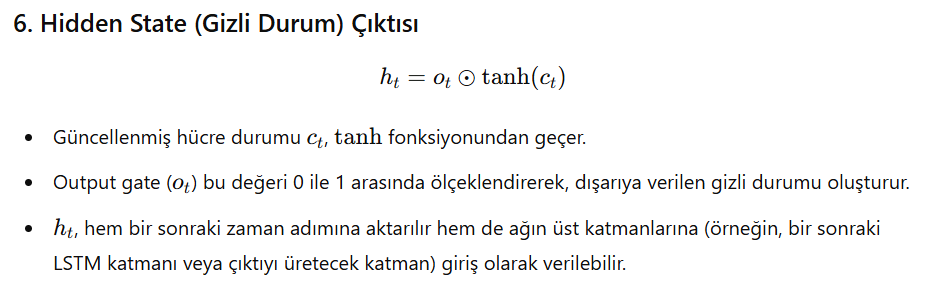 6. Hidden State (Gizli Durum) Çıktısı
h_t = o_t ⊙ tanh(c_t)
• Güncellenmiş hücre durumu c_t, tanh fonksiyonundan geçer.
• Output gate (o_t) bu değeri 0 ile 1 arasında ölçeklendirerek, dışarıya verilen gizli durumu oluşturur.
• h_t, hem bir sonraki zaman adımına aktarılır hem de ağın üst katmanlarına (örneğin, bir sonraki
LSTM katmanı veya çıktıyı üretecek katman) giriş olarak verilebilir.